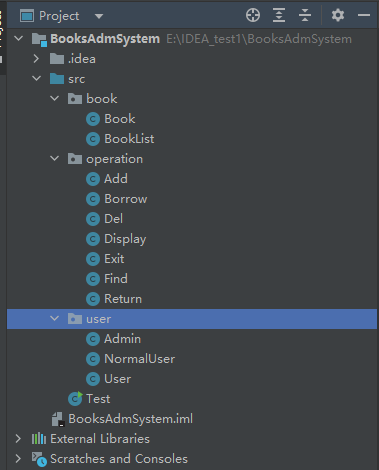 Project
BooksAdmSystem E:\IDEA_test1\BooksAdmSystem
.idea
src
book
Book
BookList
operation
Add
Borrow
Del
Display
Exit
Find
Return
user
Admin
NormalUser
User
Test
BooksAdmSystem.iml
External Libraries
Scratches and Consoles